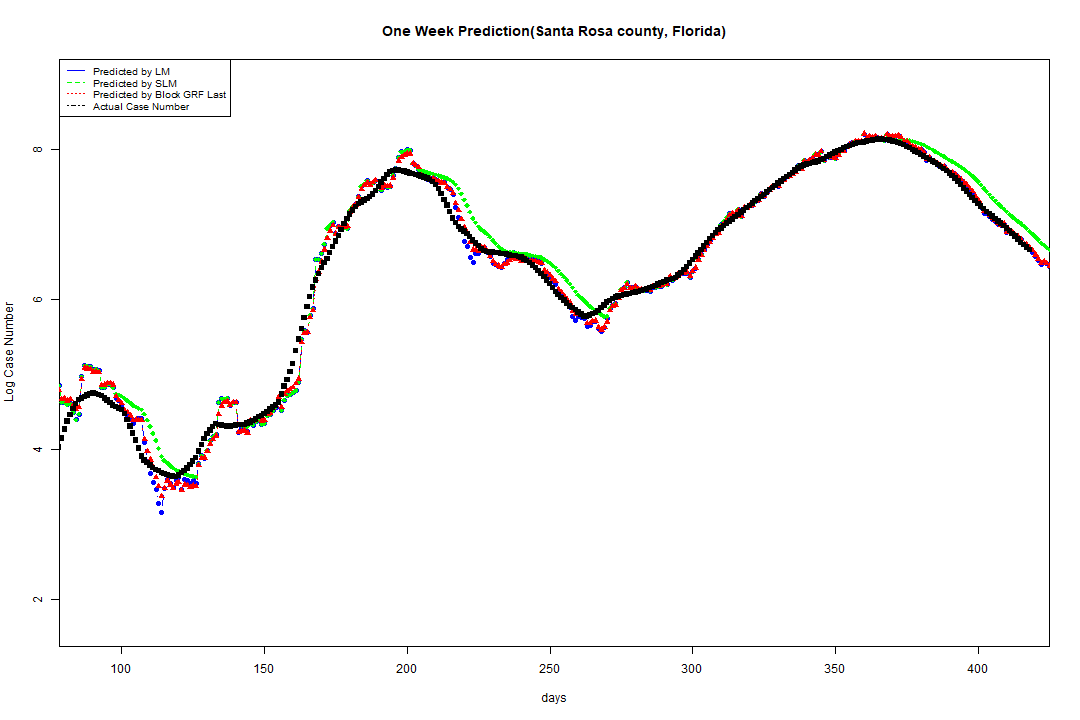 One Week Prediction(Santa Rosa county, Florida)
Predicted by LM
Predicted by SLM
Predicted by Block GRF Last
Actual Case Number
8
6
4
2
Log Case Number
100 150 200 250 300 350 400
days